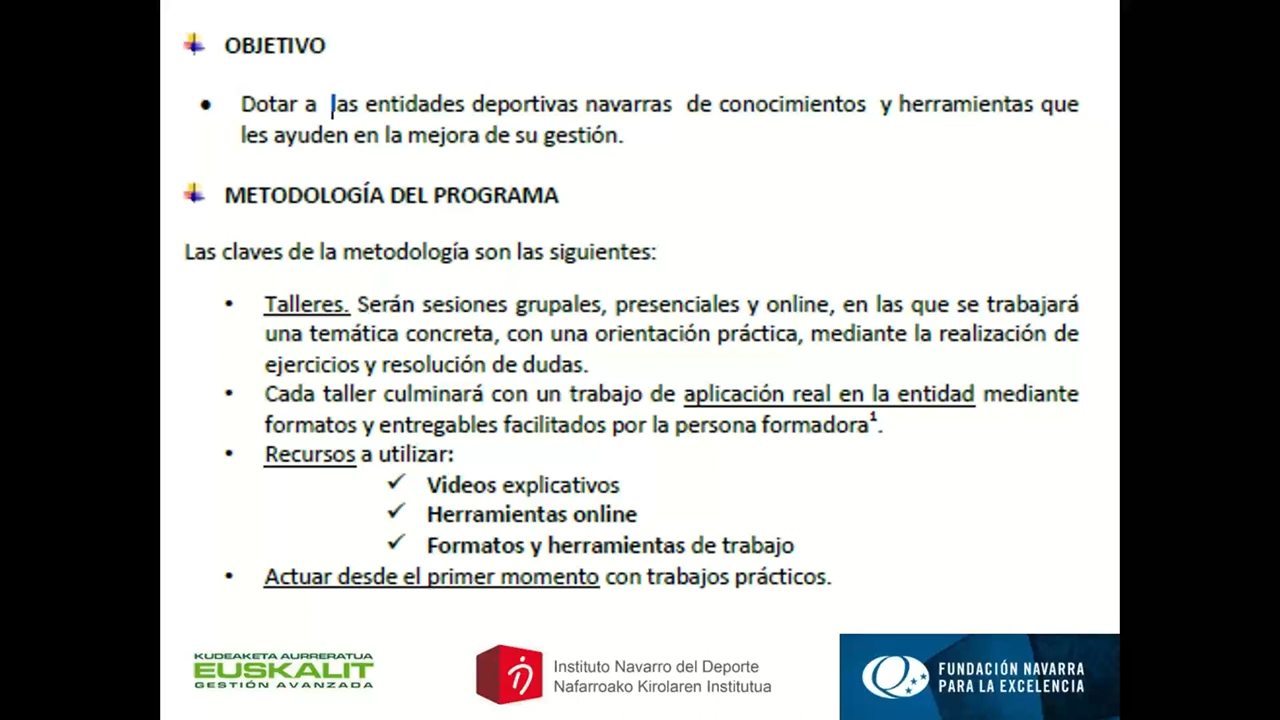 OBJETIVO
• Dotar a las entidades deportivas navarras de conocimientos y herramientas que
les ayuden en la mejora de su gestión.
METODOLOGÍA DEL PROGRAMA
Las claves de la metodología son las siguientes:
• Talleres. Serán sesiones grupales, presenciales y online, en las que se trabajará
una temática concreta, con una orientación práctica, mediante la realización de
ejercicios y resolución de dudas.
• Cada taller culminará con un trabajo de aplicación real en la entidad mediante
formatos y entregables facilitados por la persona formadora¹.
• Recursos a utilizar:
✓ Videos explicativos
✓ Herramientas online
✓ Formatos y herramientas de trabajo
• Actuar desde el primer momento con trabajos prácticos.
KUDEAKETA AURRERATUA
EUSKALIT
GESTIÓN AVANZADA
Instituto Navarro del Deporte
Nafarroako Kirolaren Institutua
FUNDACIÓN NAVARRA
PARA LA EXCELENCIA